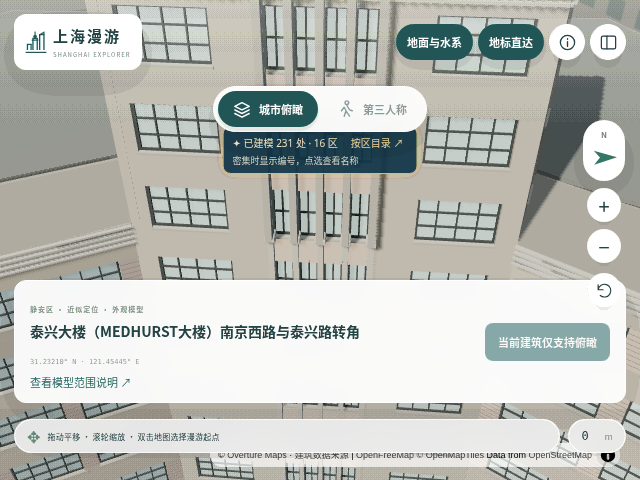 上海漫游
SHANGHAI EXPLORER
地面与水系
地标直达
城市俯瞰
第三人称
✦ 已建模 231 处 · 16 区 按区目录 ↗
密集时显示编号，点选查看名称
N
+
−
静安区 · 近似定位 · 外观模型
泰兴大楼（MEDHURST大楼）南京西路与泰兴路转角
当前建筑仅支持俯瞰
31.23210° N · 121.45445° E
查看模型范围说明 ↗
拖动平移 · 滚轮缩放 · 双击地图选择漫游起点
0 m
© Overture Maps · 建筑数据来源 | OpenFreeMap © OpenMapTiles Data from OpenStreetMap